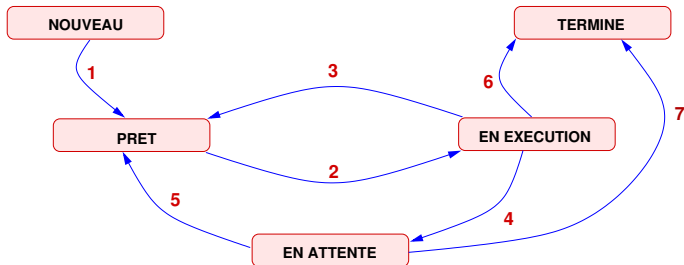 NOUVEAU
TERMINE
1
3
6
7
PRET
EN EXECUTION
2
5
4
EN ATTENTE